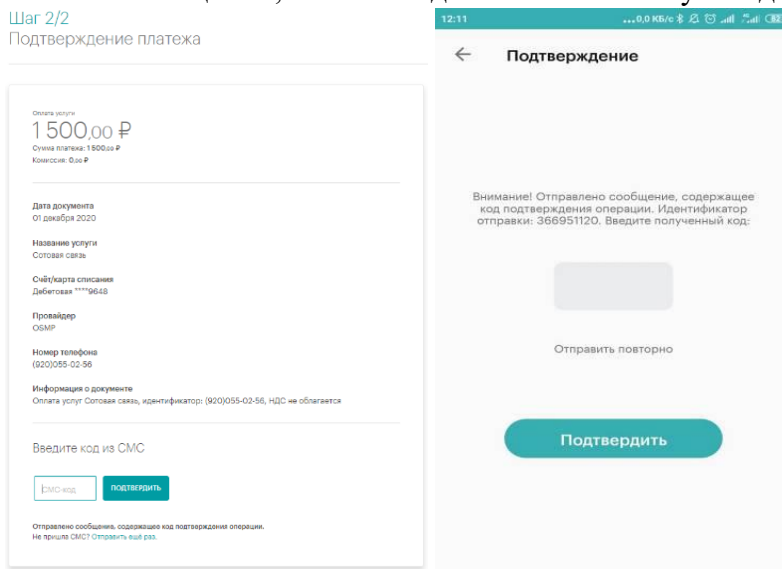 Шаг 2/2
Подтверждение платежа
Оплата услуги
1 500,00 ₽
Сумма платежа: 1 500,00 ₽
Комиссия: 0,00 ₽
Дата документа
01 декабря 2020
Название услуги
Сотовая связь
Счёт/карта списания
Дебетовая ****9648
Провайдер
OSMP
Номер телефона
(920)055-02-56
Информация о документе
Оплата услуг Сотовая связь, идентификатор: (920)055-02-56, НДС не облагается
Введите код из СМС
СМС-код
ПОДТВЕРДИТЬ
Отправлено сообщение, содержащее код подтверждения операции.
Не пришла СМС? Отправить ещё раз.
12:11
...0,0 КБ/с
Подтверждение
Внимание! Отправлено сообщение, содержащее
код подтверждения операции. Идентификатор
отправки: 366951120. Введите полученный код:
Отправить повторно
Подтвердить